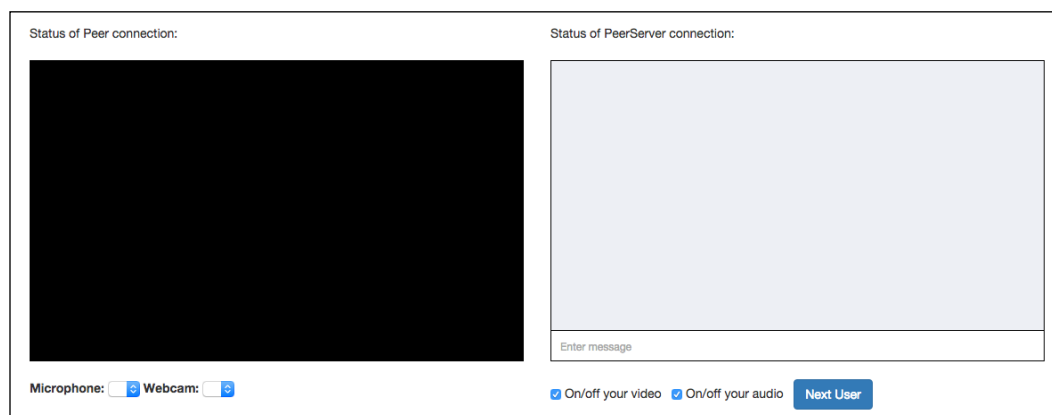 Status of Peer connection:
Status of PeerServer connection:
Enter message
Microphone: Webcam:
On/off your video On/off your audio Next User